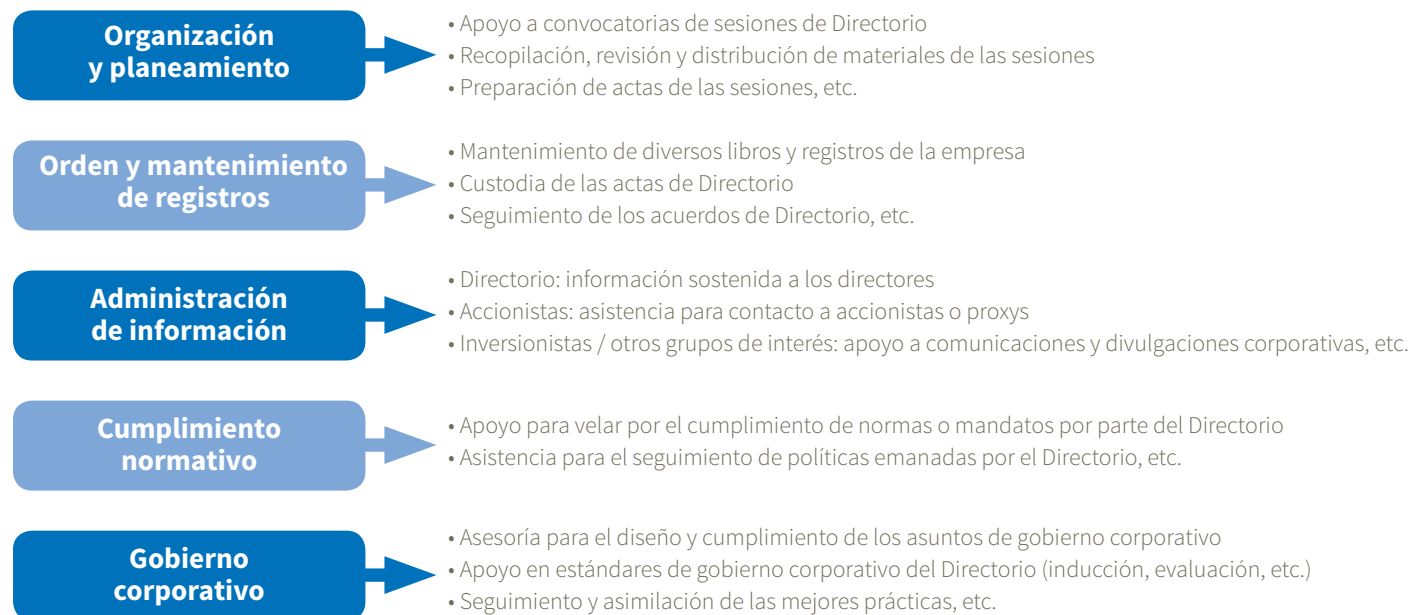 Organización
y planeamiento
• Apoyo a convocatorias de sesiones de Directorio
• Recopilación, revisión y distribución de materiales de las sesiones
• Preparación de actas de las sesiones, etc.
Orden y mantenimiento
de registros
• Mantenimiento de diversos libros y registros de la empresa
• Custodia de las actas de Directorio
• Seguimiento de los acuerdos de Directorio, etc.
Administración
de información
• Directorio: información sostenida a los directores
• Accionistas: asistencia para contacto a accionistas o proxys
• Inversionistas / otros grupos de interés: apoyo a comunicaciones y divulgaciones corporativas, etc.
Cumplimiento
normativo
• Apoyo para velar por el cumplimiento de normas o mandatos por parte del Directorio
• Asistencia para el seguimiento de políticas emanadas por el Directorio, etc.
Gobierno
corporativo
• Asesoría para el diseño y cumplimiento de los asuntos de gobierno corporativo
• Apoyo en estándares de gobierno corporativo del Directorio (inducción, evaluación, etc.)
• Seguimiento y asimilación de las mejores prácticas, etc.